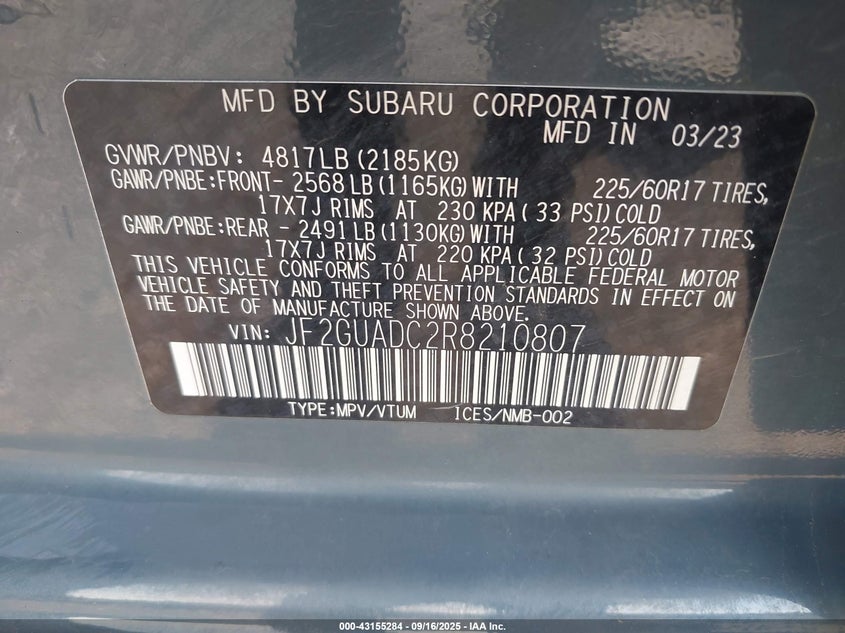 MFD BY SUBARU CORPORATION
MFD IN 03/23
GVWR/PNBV: 4817LB (2185KG)
GAWR/PNBE:FRONT- 2568 LB (1165KG) WITH 225/60R17 TIRES,
17X7J RIMS AT 230 KPA ( 33 PSI) COLD
GAWR/PNBE:REAR - 2491 LB (1130KG) WITH 225/60R17 TIRES,
17X7J RIMS AT 220 KPA ( 32 PSI) COLD
THIS VEHICLE CONFORMS TO ALL APPLICABLE FEDERAL MOTOR
VEHICLE SAFETY AND THEFT PREVENTION STANDARDS IN EFFECT ON
THE DATE OF MANUFACTURE SHOWN ABOVE.
VIN: JF2GUADC2R8210807
TYPE:MPV/VTUM ICES/NMB-002
000-43155284 - 09/16/2025 - IAA Inc.